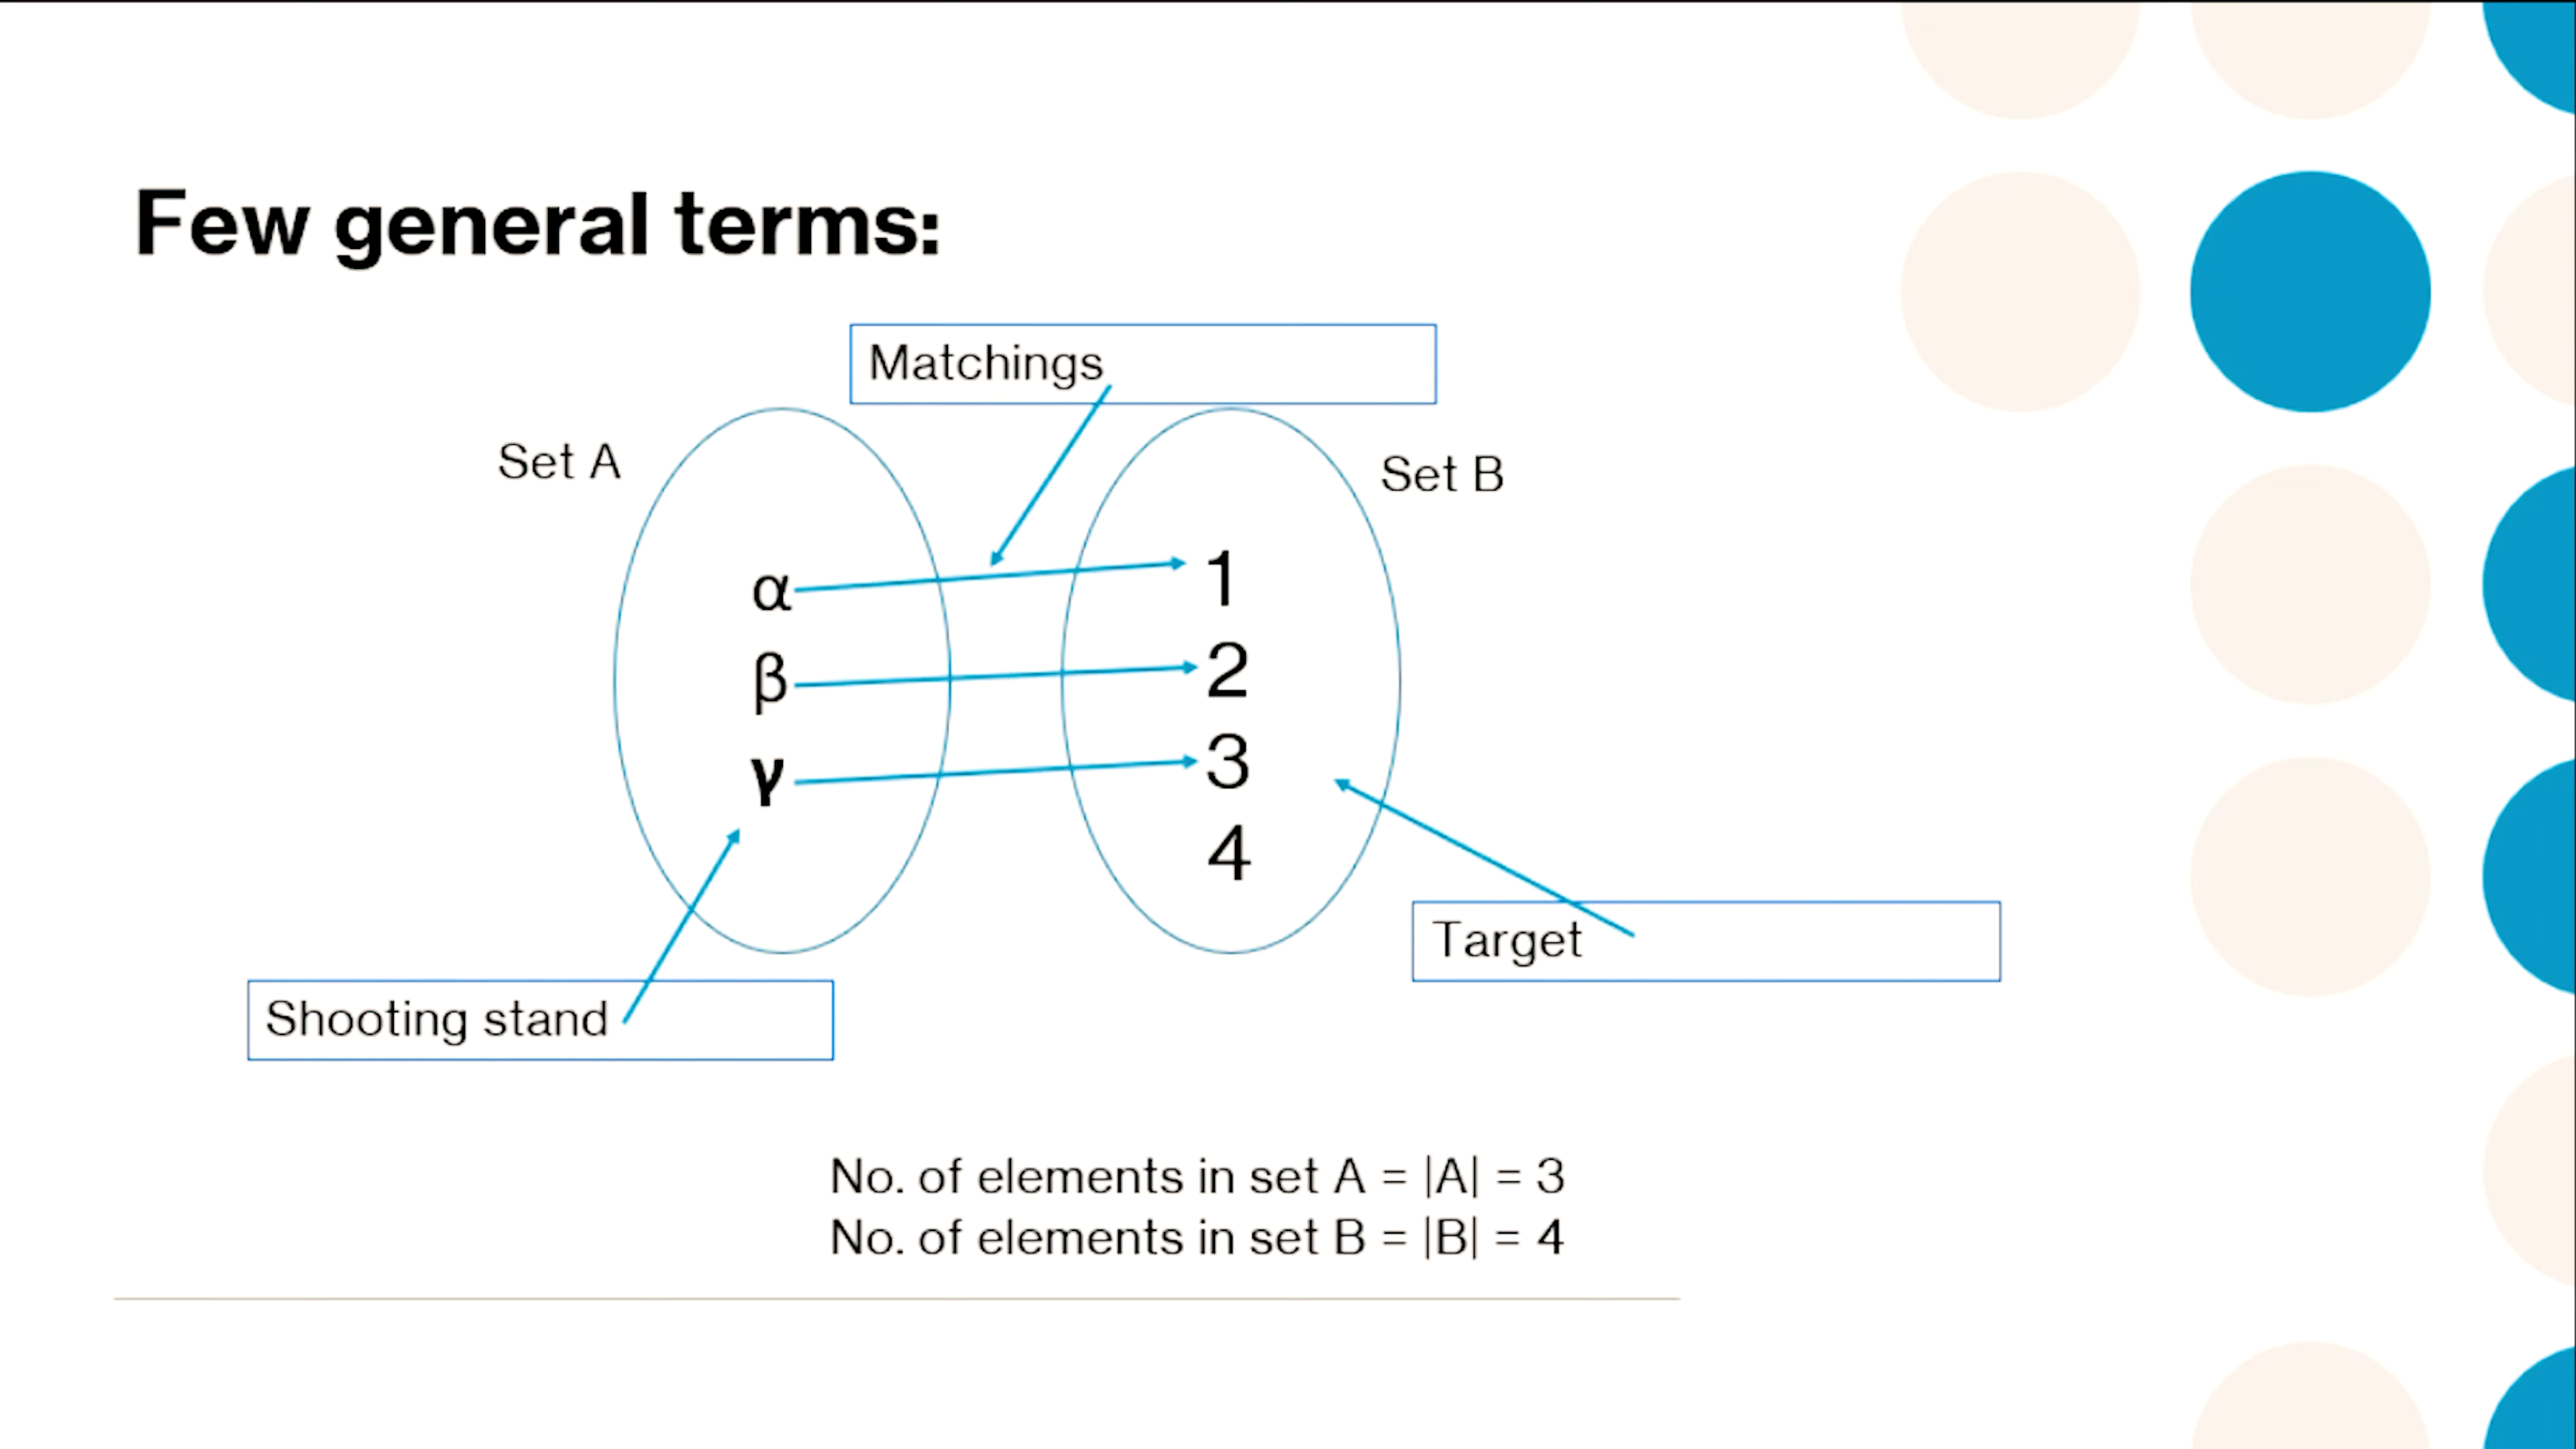 Few general terms:
Matchings
Set A
Set B
α
1
β
2
γ
3
4
Target
Shooting stand
No. of elements in set A = |A| = 3
No. of elements in set B = |B| = 4